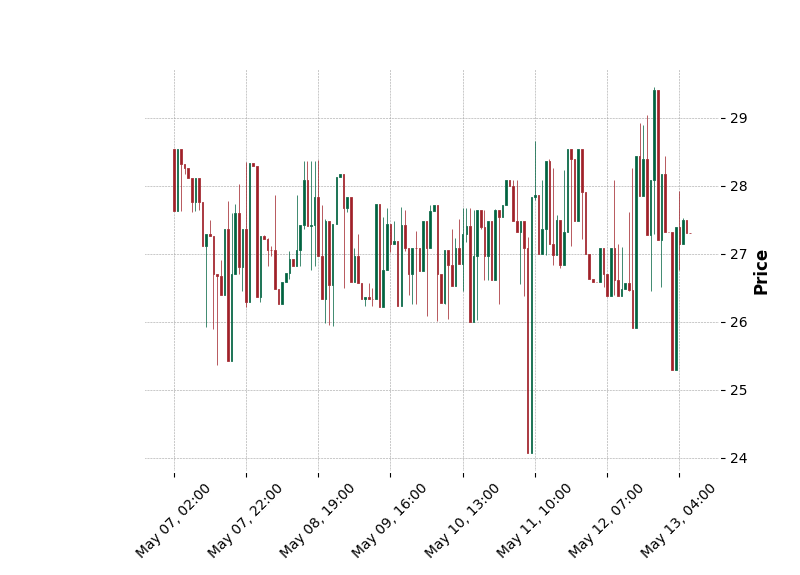 29
28
27
26
25
24
Price
May 07, 02:00
May 07, 22:00
May 08, 19:00
May 09, 16:00
May 10, 13:00
May 11, 10:00
May 12, 07:00
May 13, 04:00